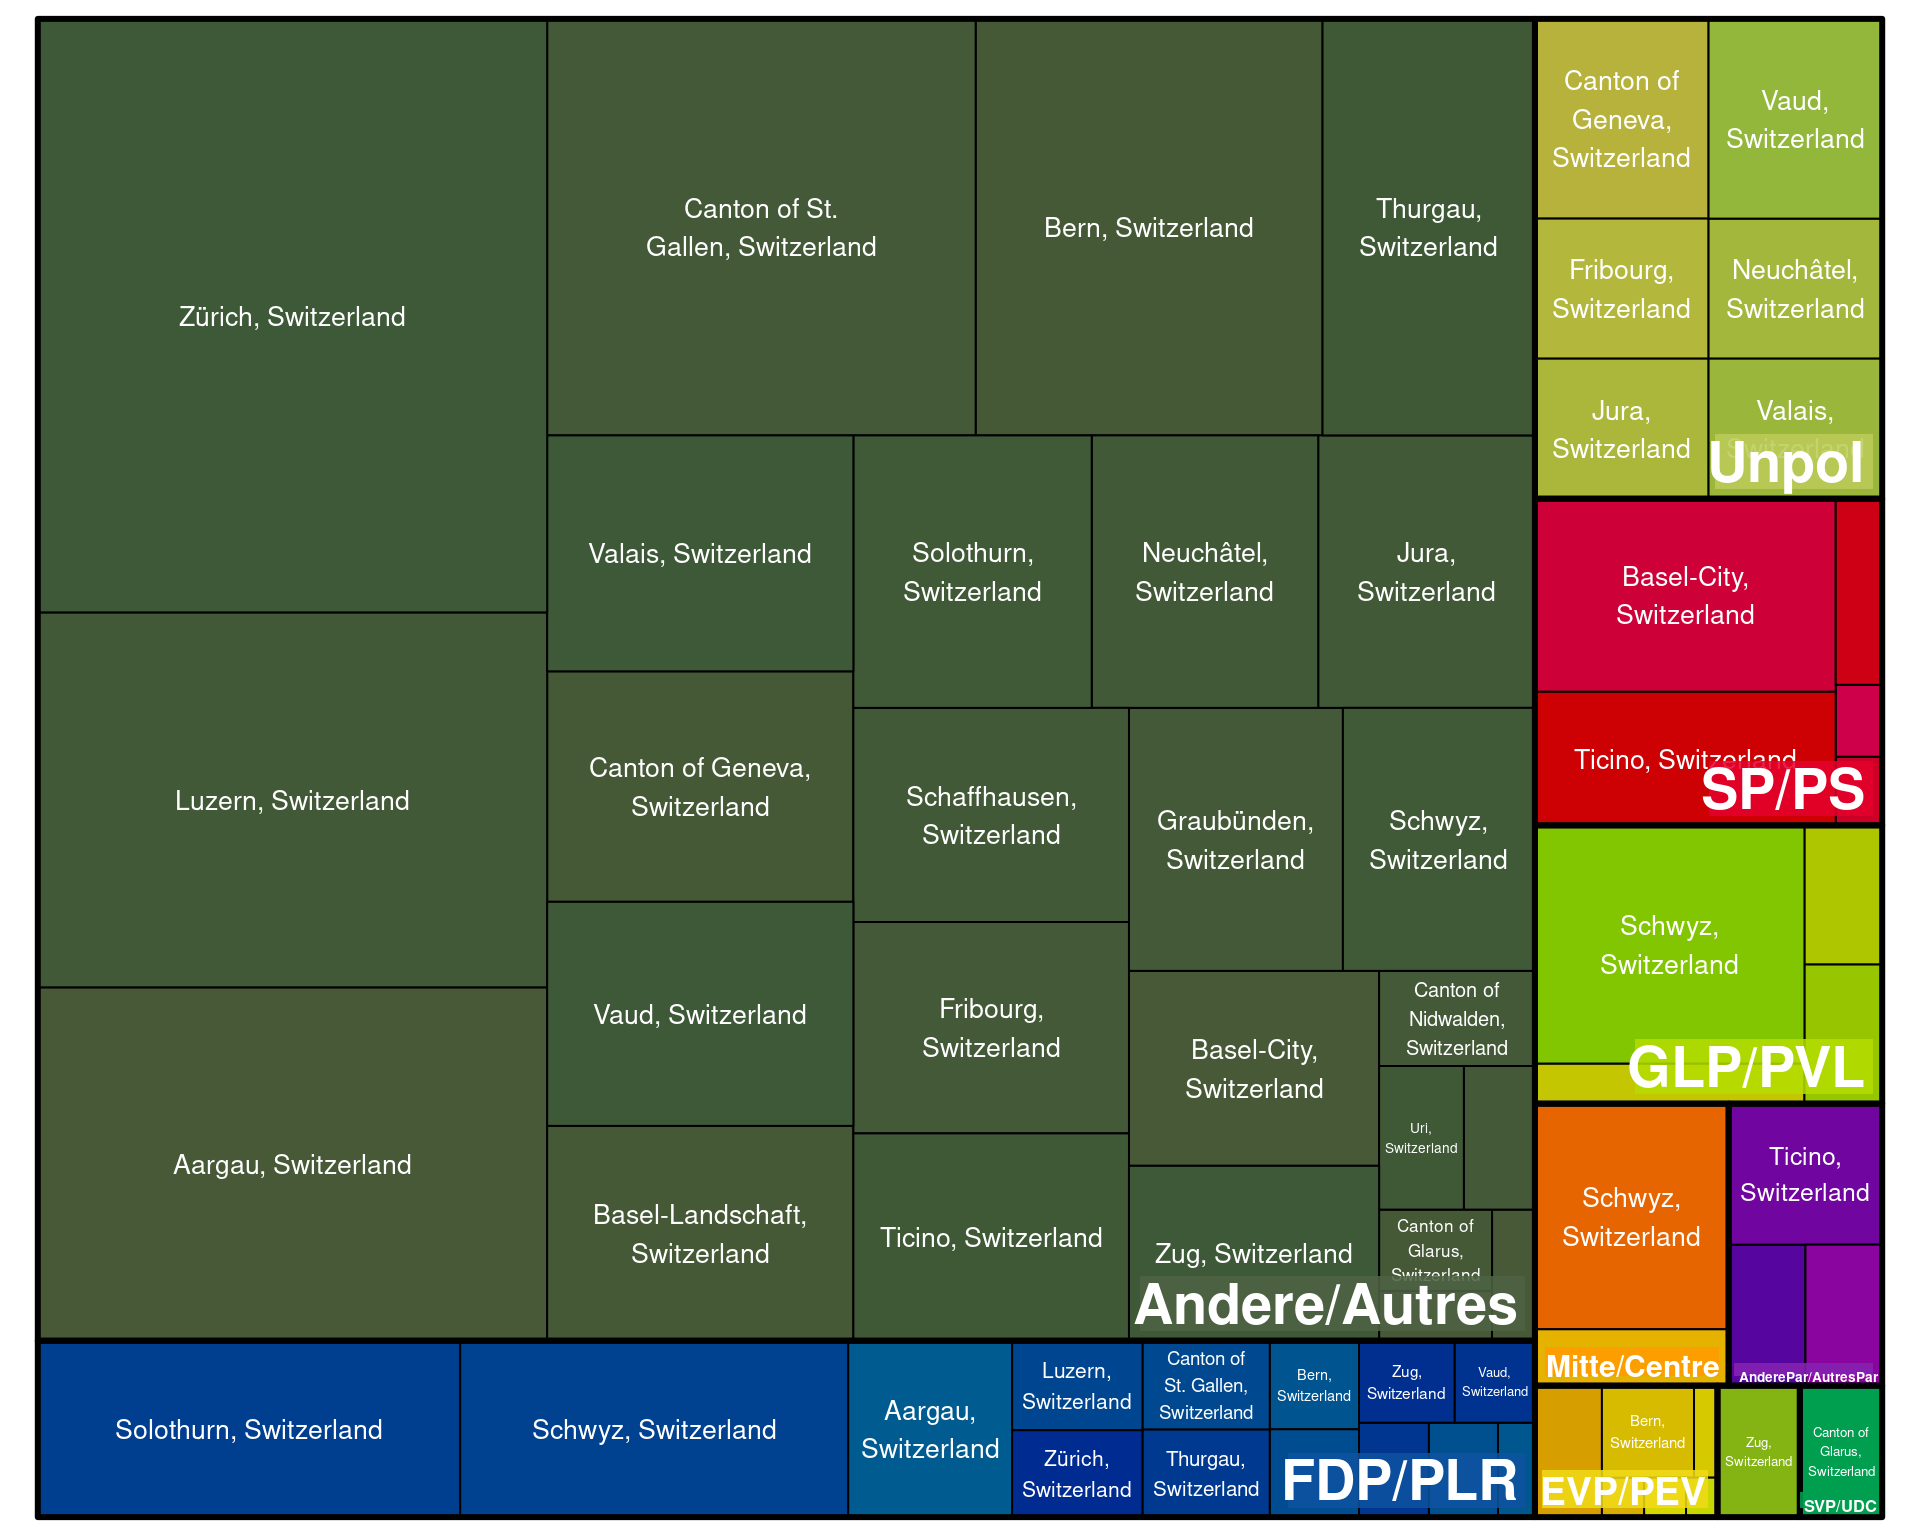 Zürich, Switzerland
Luzern, Switzerland
Aargau, Switzerland
Canton of St.
Gallen, Switzerland
Bern, Switzerland
Thurgau,
Switzerland
Valais, Switzerland
Canton of Geneva,
Switzerland
Vaud, Switzerland
Basel-Landschaft,
Switzerland
Solothurn,
Switzerland
Neuchâtel,
Switzerland
Jura,
Switzerland
Schaffhausen,
Switzerland
Fribourg,
Switzerland
Ticino, Switzerland
Graubünden,
Switzerland
Schwyz,
Switzerland
Basel-City,
Switzerland
Zug, Switzerland
Canton of
Nidwalden,
Switzerland
Uri,
Switzerland
Canton of
Glarus,
Switzerland
Andere/Autres
Solothurn, Switzerland
Schwyz, Switzerland
Aargau,
Switzerland
Luzern,
Switzerland
Zürich,
Switzerland
Canton of
St. Gallen,
Switzerland
Thurgau,
Switzerland
Bern,
Switzerland
Zug,
Switzerland
Vaud,
Switzerland
FDP/PLR
Canton of
Geneva,
Switzerland
Vaud,
Switzerland
Fribourg,
Switzerland
Neuchâtel,
Switzerland
Jura,
Switzerland
Valais,
Switzerland
Unpol
Basel-City,
Switzerland
Ticino, Switzerland
SP/PS
Schwyz,
Switzerland
GLP/PVL
Schwyz,
Switzerland
Mitte/Centre
Ticino,
Switzerland
AnderePar/AutresPar
Bern,
Switzerland
EVP/PEV
Zug,
Switzerland
Canton of
Glarus,
Switzerland
SVP/UDC